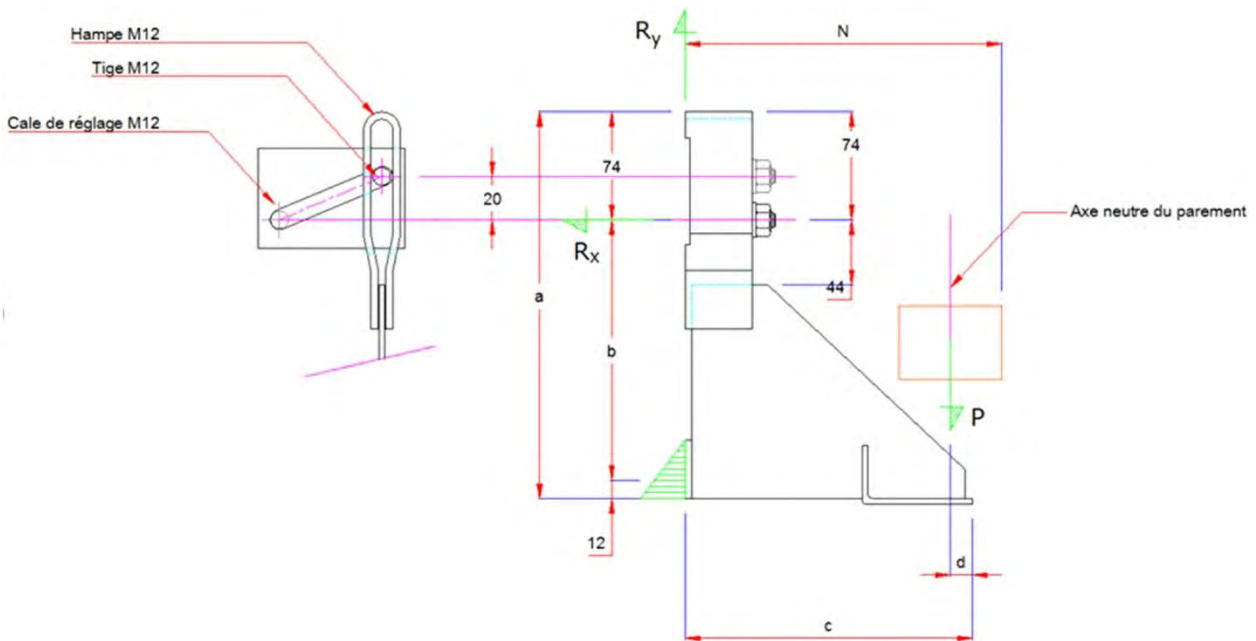 Hampe M12
Tige M12
Cale de réglage M12
20
Ry
N
74
74
Rx
44
a
b
12
Axe neutre du parement
P
d
c